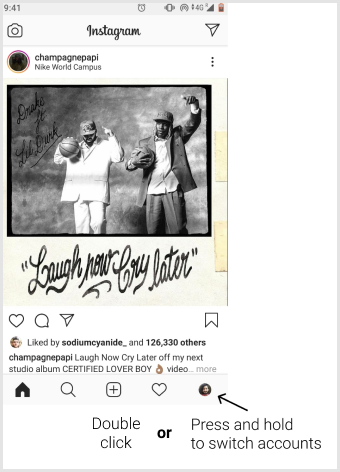 9:41
4G
Instagram
champagnepapi
Nike World Campus
Drake
ft
Lil Durk
"Laugh now Cry later"
Liked by sodiumcyanide_ and 126,330 others
champagnepapi Laugh Now Cry Later off my next
studio album CERTIFIED LOVER BOY 👌🏽 video… more
Double
click
or
Press and hold
to switch accounts